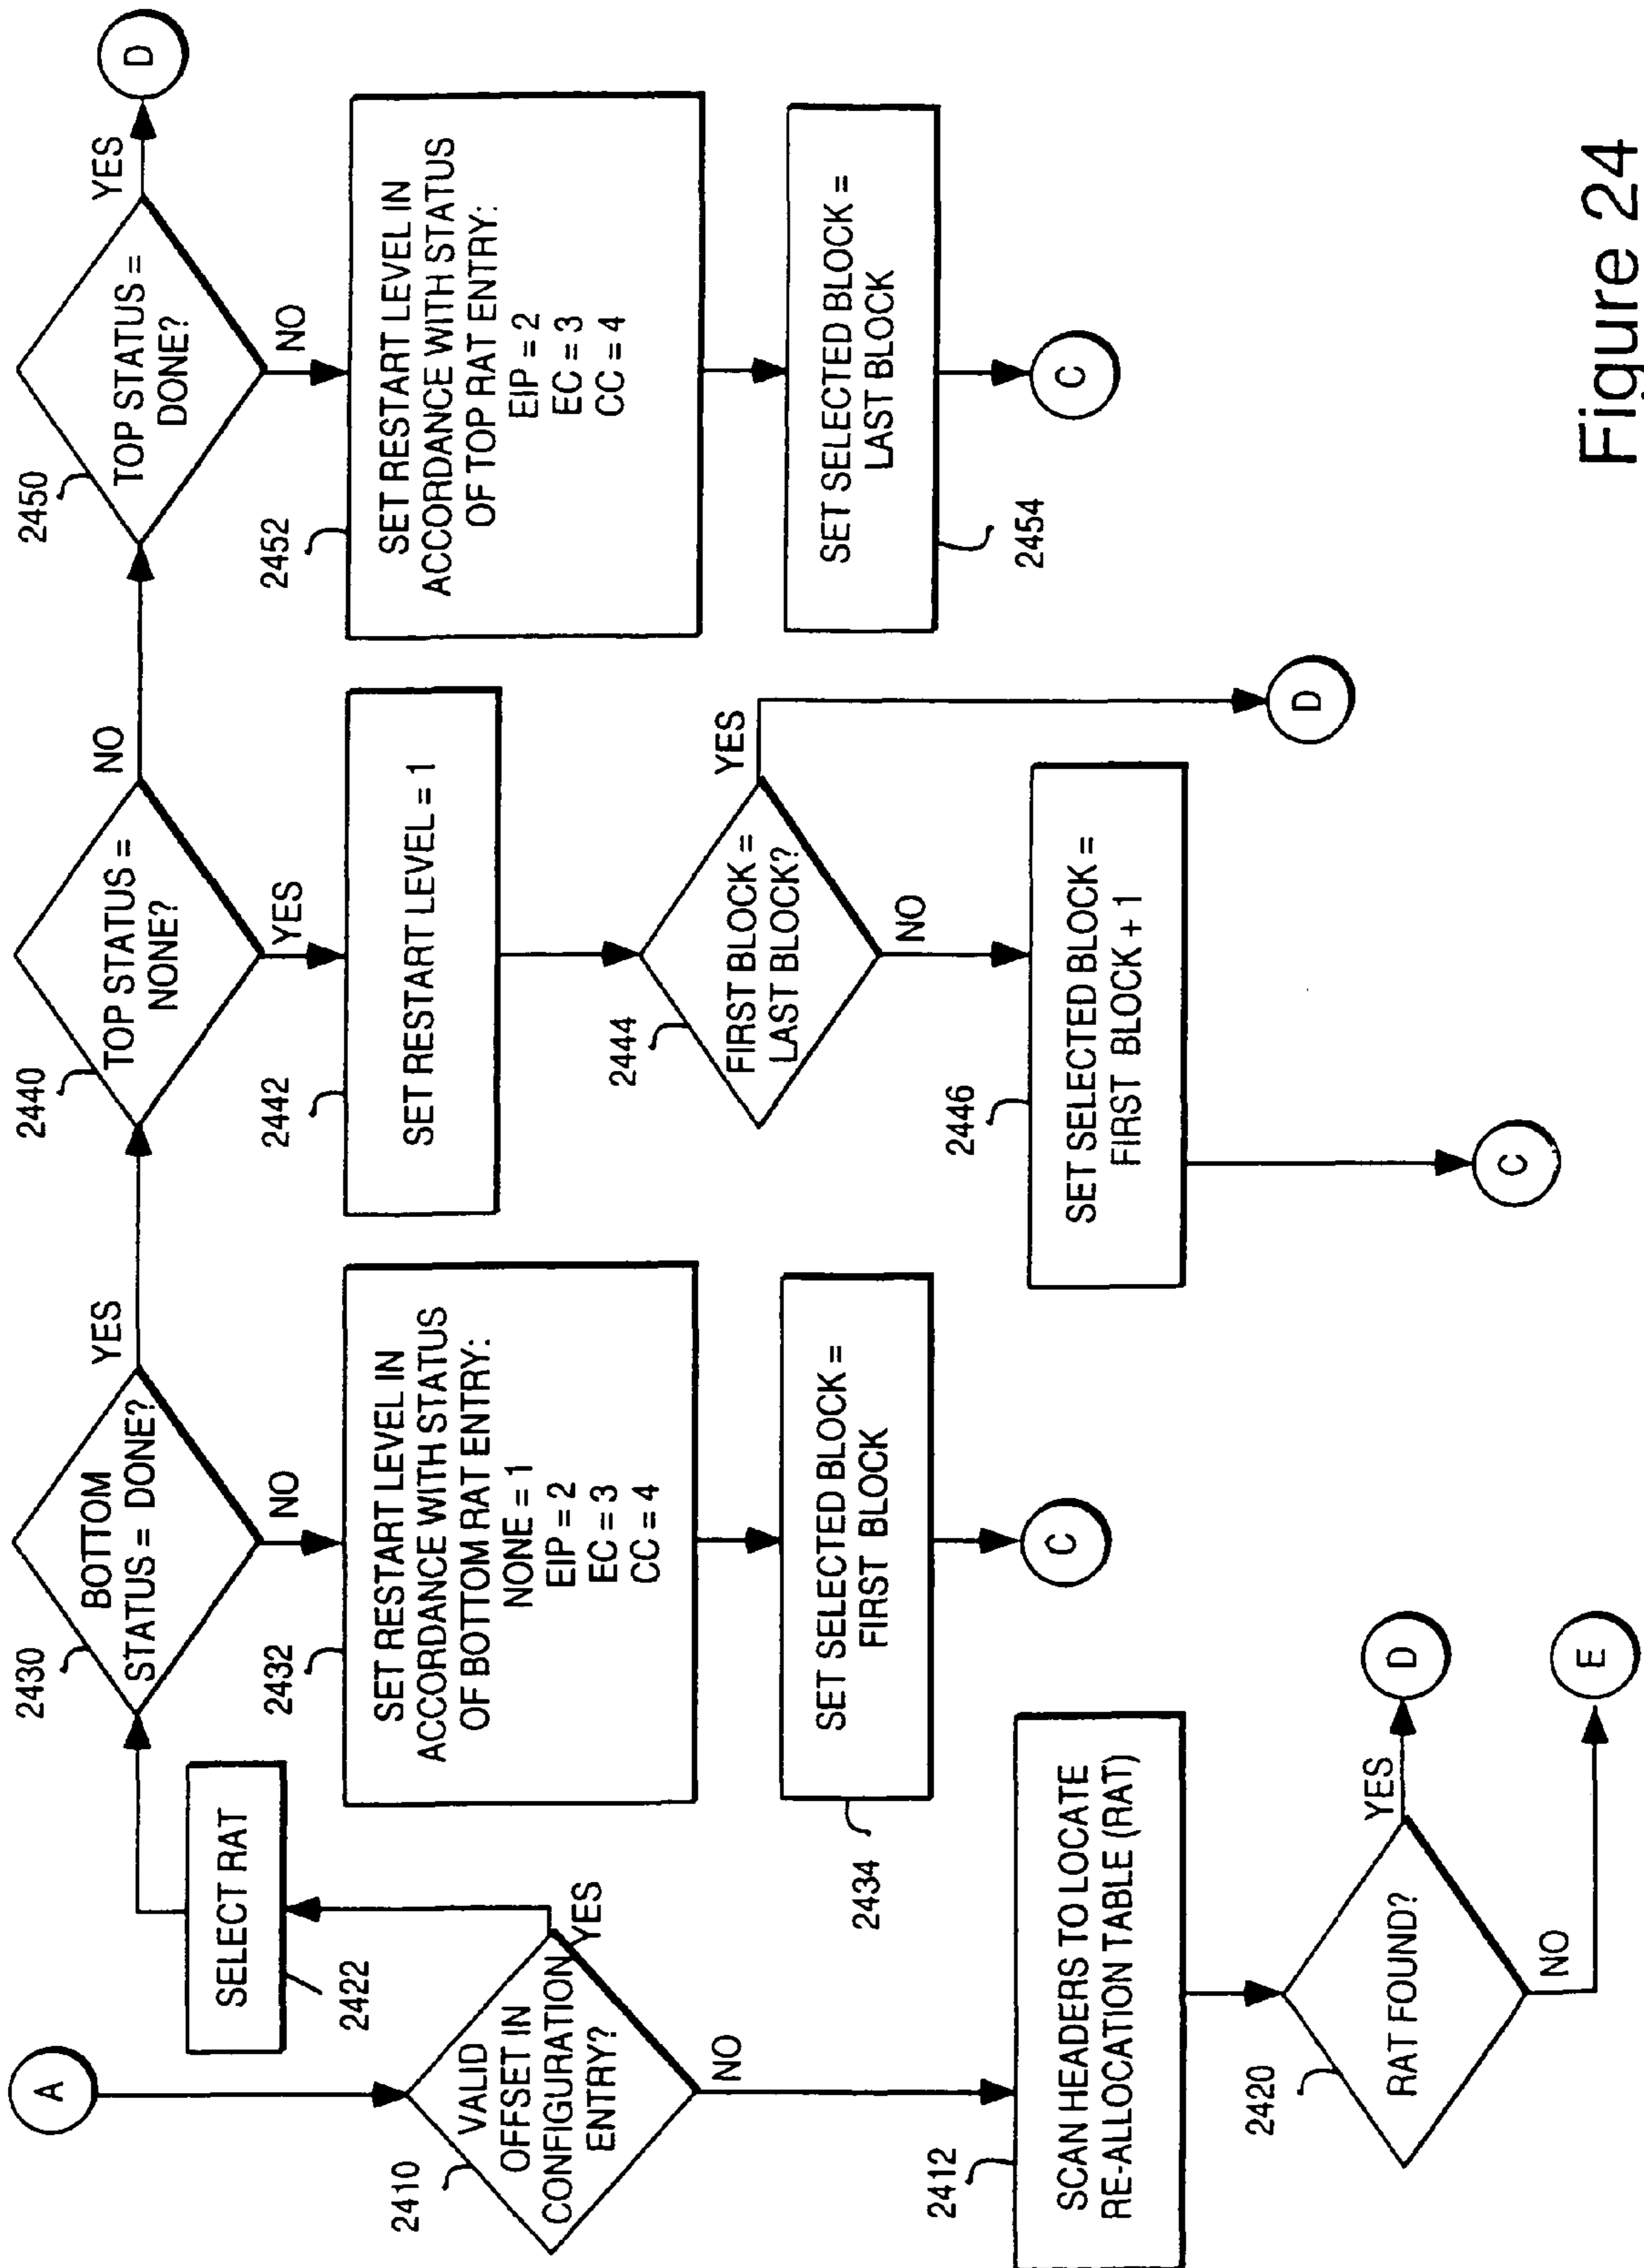 A
2410
VALID
OFFSET IN
CONFIGURATION
ENTRY?
YES
NO
SELECT RAT
2422
2412
SCAN HEADERS TO LOCATE
RE-ALLOCATION TABLE (RAT)
2420
RAT FOUND?
YES
D
NO
E
2430
BOTTOM
STATUS = DONE?
YES
NO
2432
SET RESTART LEVEL IN
ACCORDANCE WITH STATUS
OF BOTTOM RAT ENTRY:
NONE = 1
EIP = 2
EC = 3
CC = 4
SET SELECTED BLOCK =
FIRST BLOCK
2434
C
2440
TOP STATUS =
NONE?
NO
YES
2442
SET RESTART LEVEL = 1
2444
FIRST BLOCK =
LAST BLOCK?
YES
D
NO
2446
SET SELECTED BLOCK =
FIRST BLOCK + 1
C
2450
TOP STATUS =
DONE?
YES
D
NO
2452
SET RESTART LEVEL IN
ACCORDANCE WITH STATUS
OF TOP RAT ENTRY:
EIP = 2
EC = 3
CC = 4
SET SELECTED BLOCK =
LAST BLOCK
2454
C
Figure 24